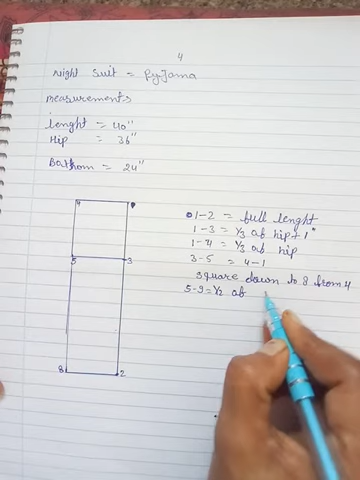 4
Night Suit = Pyjama
measurements
Lenght = 40"
Hip = 36"
Bathom = 24"
4
1-2 = full lenght
1-3 = 1/3 of hip + 1"
1-4 = 1/3 of hip
3-5 = 4-1
5 3
square down to 8 from 4
5-9 = 1/2 of
8 2